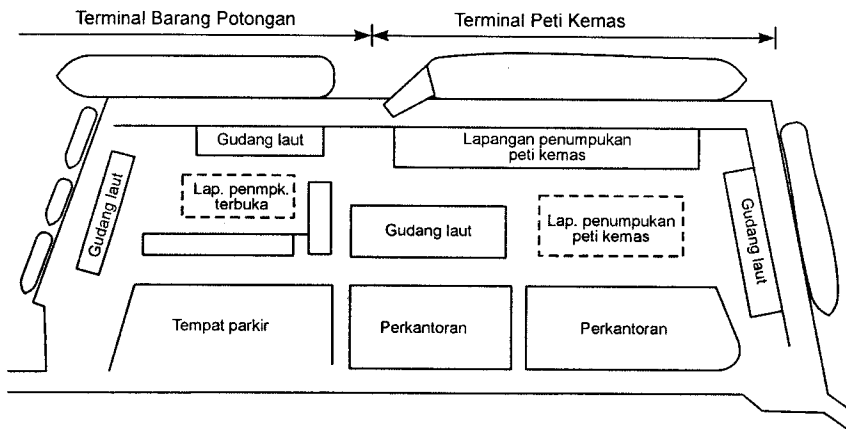 Terminal Barang Potongan
Terminal Peti Kemas
Gudang laut
Lapangan penumpukan
peti kemas
Gudang laut
Lap. penmpk.
terbuka
Gudang laut
Lap. penumpukan
peti kemas
Gudang laut
Tempat parkir
Perkantoran
Perkantoran